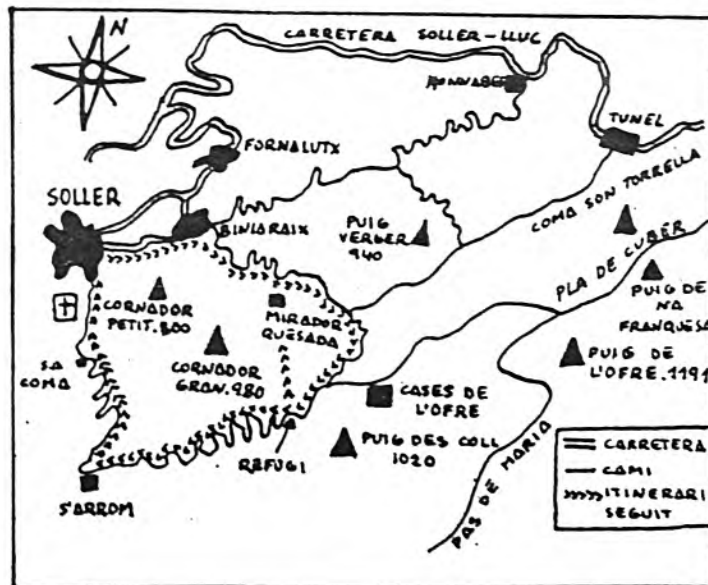 N
CARRETERA SOLLER-LLUC
MONNABER
TUNEL
FORNALUTX
SOLLER
BINIARAIX
COMA SON TORRELLA
PUIG
VERGER
940
PLA DE CUBER
PUIG DE
NA
FRANQUESA
CORNADOR
PETIT.800
MIRADOR
QUESADA
CORNADOR
GRAN.980
PUIG DE
L'OFRE.1191
SA
COMA
CASES DE
L'OFRE
REFUGI
PUIG DES COLL
1020
PAS DE MARIA
S'ARROM
CARRETERA
CAMI
ITINERARI
SEGUIT